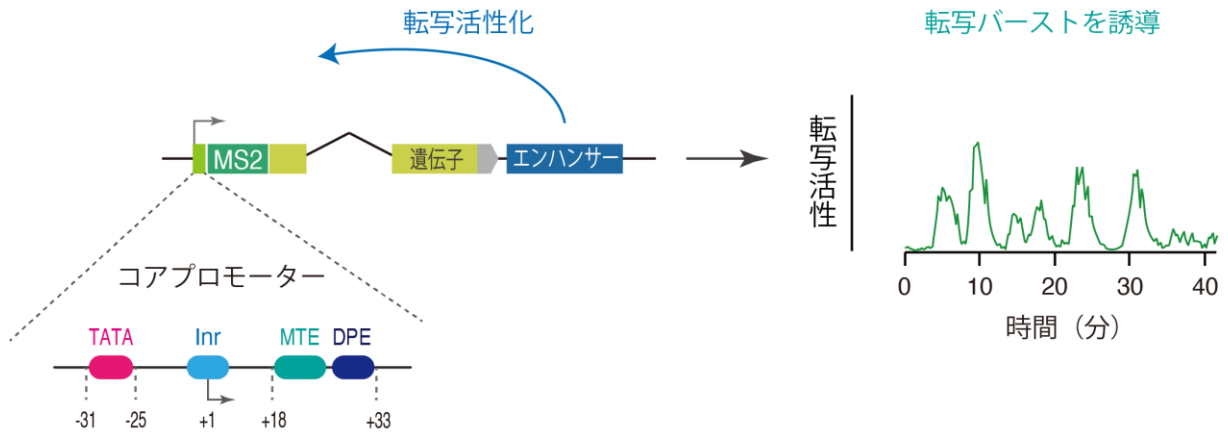 転写活性化
転写バーストを誘導
MS2
遺伝子
エンハンサー
コアプロモーター
TATA
Inr
MTE
DPE
-31
-25
+1
+18
+33
転写活性
0
10
20
30
40
時間（分）